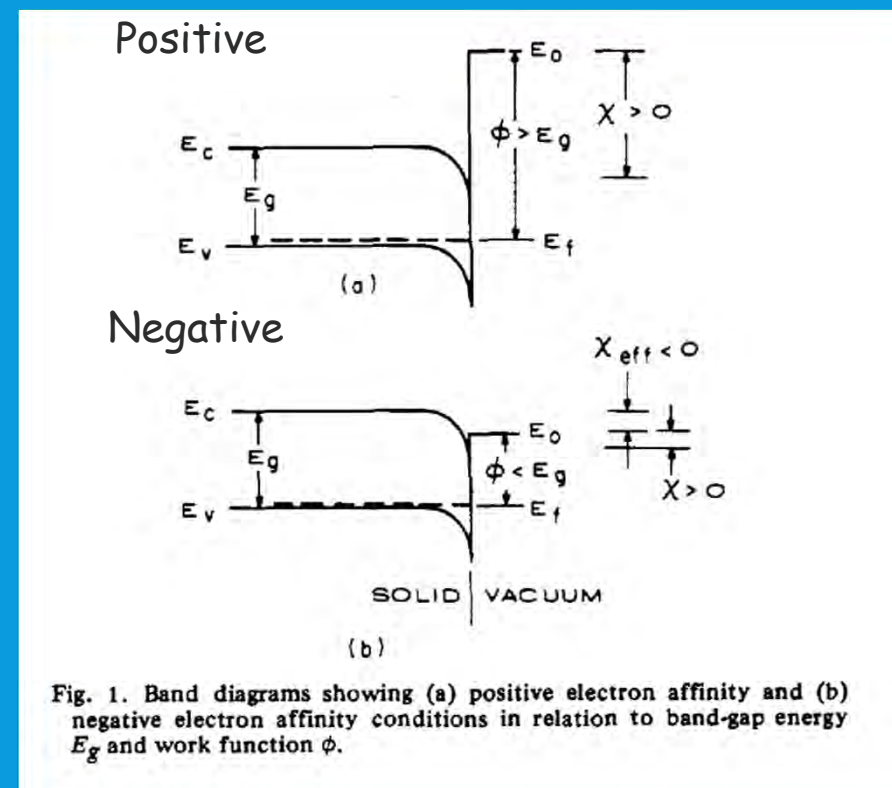 Positive
E₀
χ > 0
ϕ > Eg
Ec
Eg
Ev
Ef
(a)
Negative
χeff < 0
Ec
E₀
Eg
ϕ < Eg
χ > 0
Ev
Ef
SOLID | VACUUM
(b)
Fig. 1. Band diagrams showing (a) positive electron affinity and (b)
negative electron affinity conditions in relation to band-gap energy
Eg and work function ϕ.